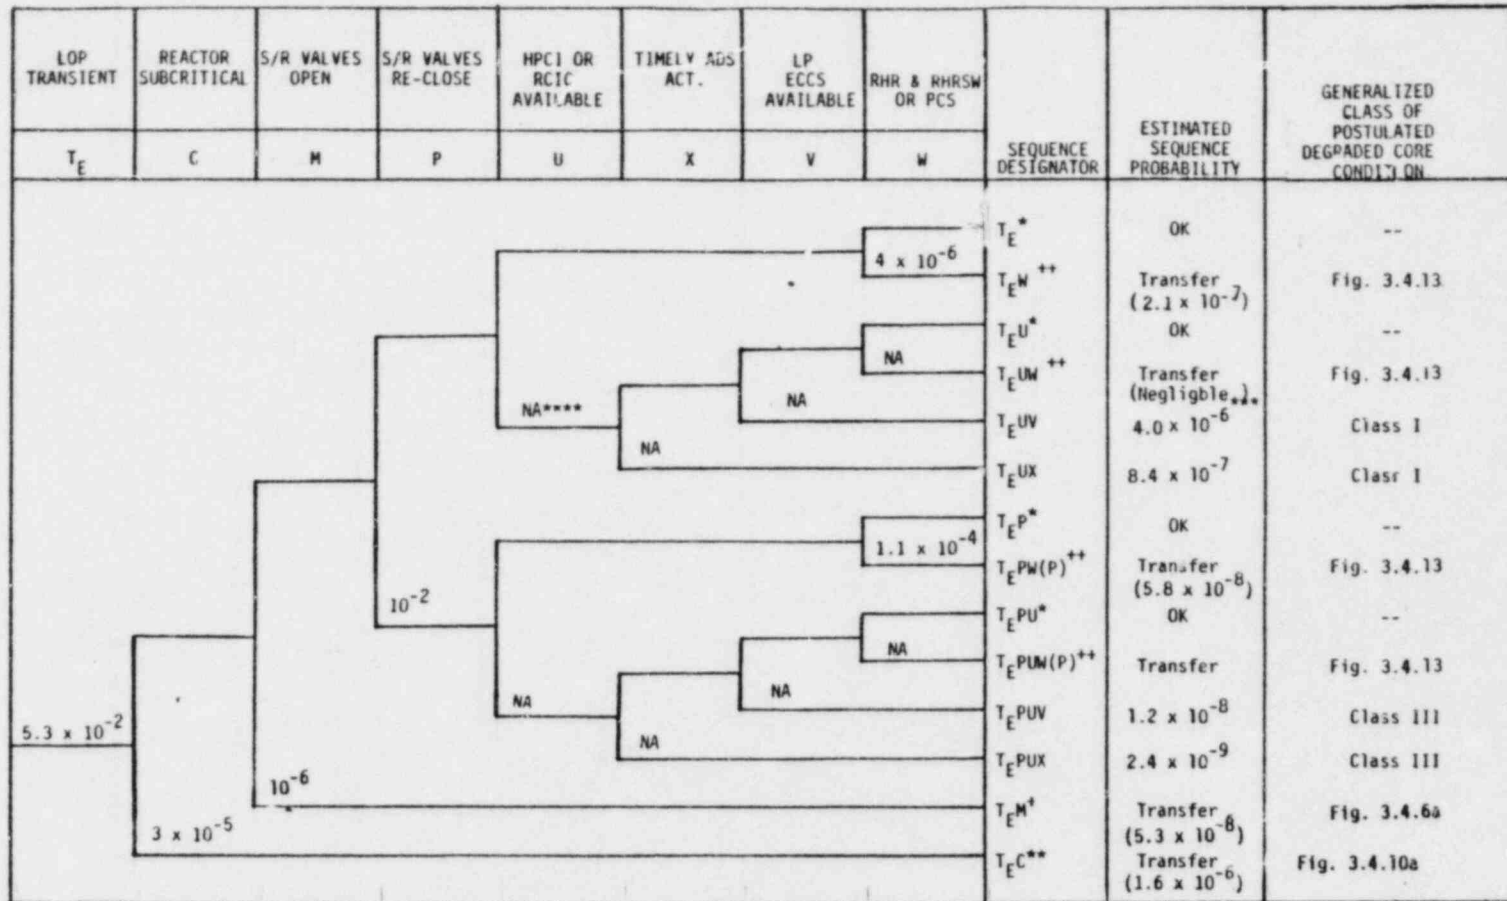 LOP TRANSIENT
REACTOR SUBCRITICAL
S/R VALVES OPEN
S/R VALVES RE-CLOSE
HPCI OR RCIC AVAILABLE
TIMELY ADS ACT.
LP ECCS AVAILABLE
RHR & RHRSW OR PCS
SEQUENCE DESIGNATOR
ESTIMATED SEQUENCE PROBABILITY
GENERALIZED CLASS OF POSTULATED DEGRADED CORE CONDITION
T_E
C
M
P
U
X
V
W
T_E*
OK
--
4 x 10^-6
T_EW ++
Transfer
(2.1 x 10^-7)
Fig. 3.4.13
T_EU*
OK
--
NA
T_EUW ++
Transfer
(Negligble***)
Fig. 3.4.13
NA
NA****
T_EUV
4.0 x 10^-6
Class I
NA
T_EUX
8.4 x 10^-7
Clasr I
T_EP*
OK
--
1.1 x 10^-4
T_EPW(P)++
Transfer
(5.8 x 10^-8)
Fig. 3.4.13
10^-2
T_EPU*
OK
--
NA
T_EPUW(P)++
Transfer
Fig. 3.4.13
NA
NA
T_EPUV
1.2 x 10^-8
Class III
5.3 x 10^-2
NA
T_EPUX
2.4 x 10^-9
Class III
10^-6
T_EM+
Transfer
(5.3 x 10^-8)
Fig. 3.4.6a
3 x 10^-5
T_EC**
Transfer
(1.6 x 10^-6)
Fig. 3.4.10a